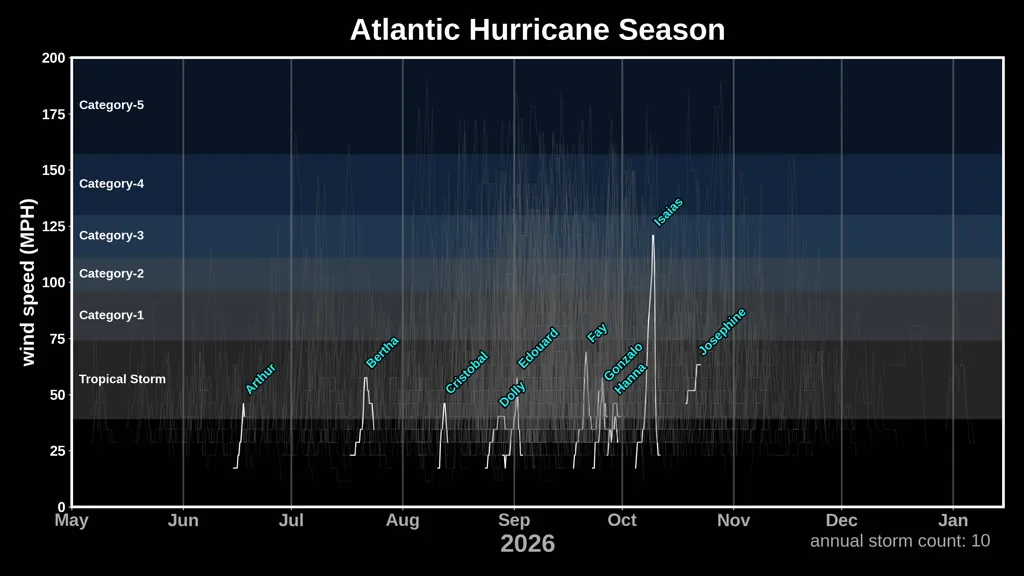 Atlantic Hurricane Season
wind speed (MPH)
200
175
150
125
100
75
50
25
0
Category-5
Category-4
Category-3
Category-2
Category-1
Tropical Storm
Arthur
Bertha
Cristobal
Dolly
Edouard
Fay
Gonzalo
Hanna
Isaias
Josephine
May Jun Jul Aug Sep Oct Nov Dec Jan
2026
annual storm count: 10